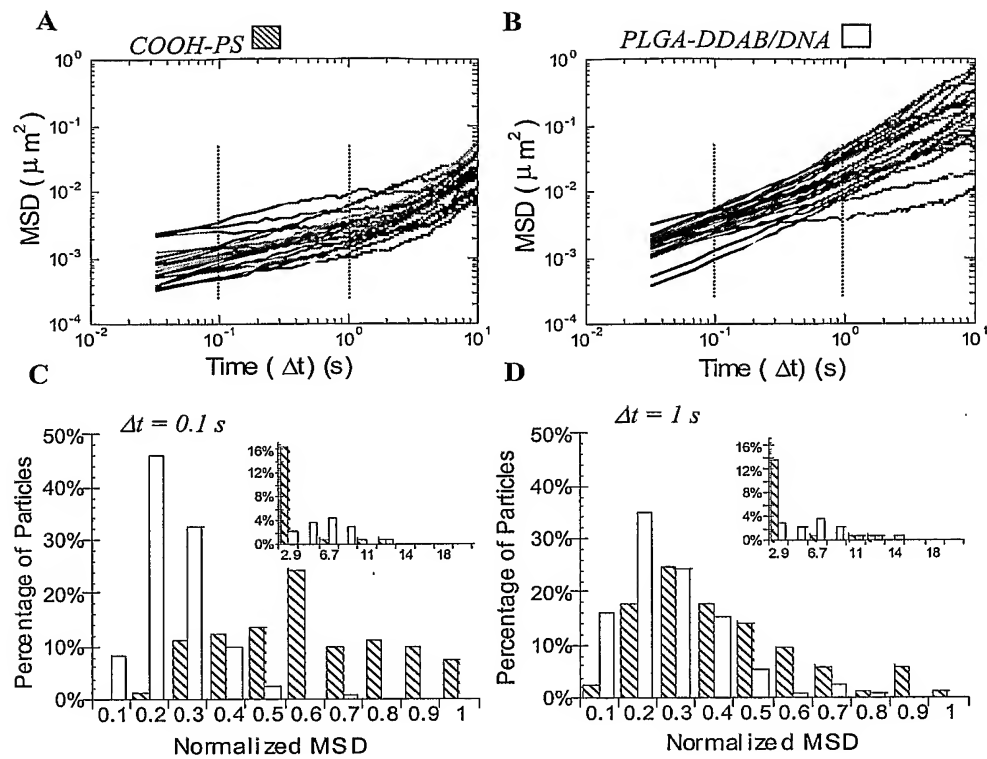 A
COOH-PS
10^0
10^-1
10^-2
10^-3
10^-4
MSD ( μ m^2)
10^-2 10^-1 10^0 10^1
Time ( Δt) (s)
B
PLGA-DDAB/DNA
10^0
10^-1
10^-2
10^-3
10^-4
MSD ( μ m^2)
10^-2 10^-1 10^0 10^1
Time ( Δt) (s)
C
Δt = 0.1 s
50%
40%
30%
20%
10%
0%
Percentage of Particles
16%
12%
8%
4%
0%
2.9 6.7 11 14 18
0.1 0.2 0.3 0.4 0.5 0.6 0.7 0.8 0.9 1
Normalized MSD
D
Δt = 1 s
50%
40%
30%
20%
10%
0%
Percentage of Particles
16%
12%
8%
4%
0%
2.9 6.7 11 14 18
0.1 0.2 0.3 0.4 0.5 0.6 0.7 0.8 0.9 1
Normalized MSD